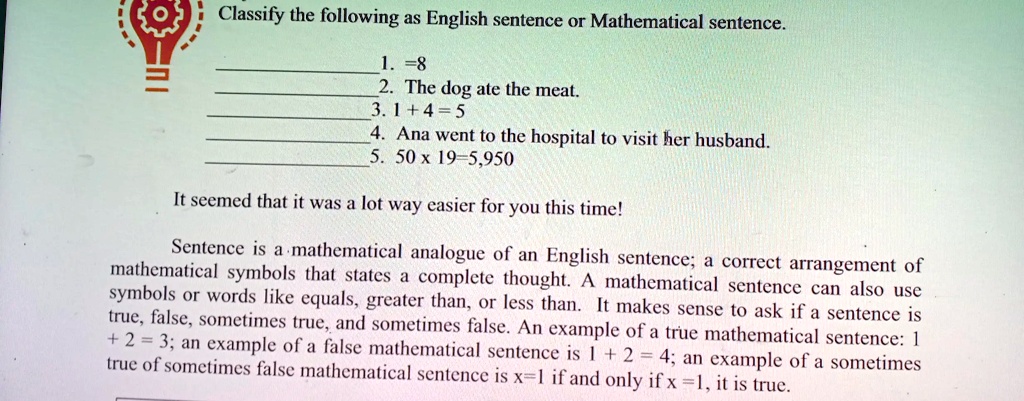 Classify the following as English sentence or Mathematical sentence.
1. =8
2. The dog ate the meat.
3. 1 + 4 = 5
4. Ana went to the hospital to visit her husband.
5. 50 x 19=5,950
It seemed that it was a lot way easier for you this time!
Sentence is a mathematical analogue of an English sentence; a correct arrangement of
mathematical symbols that states a complete thought. A mathematical sentence can also use
symbols or words like equals, greater than, or less than. It makes sense to ask if a sentence is
true, false, sometimes true, and sometimes false. An example of a true mathematical sentence: 1
+ 2 = 3; an example of a false mathematical sentence is 1 + 2 = 4; an example of a sometimes
true of sometimes false mathematical sentence is x=1 if and only if x =1, it is true.